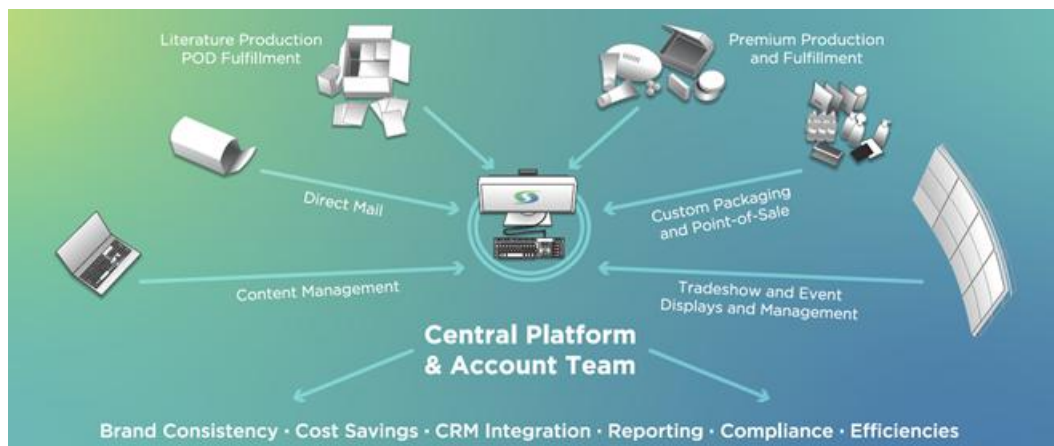 Literature Production
POD Fulfillment
Premium Production
and Fulfillment
Direct Mail
Custom Packaging
and Point-of-Sale
Content Management
Tradeshow and Event
Displays and Management
Central Platform
& Account Team
Brand Consistency · Cost Savings · CRM Integration · Reporting · Compliance · Efficiencies